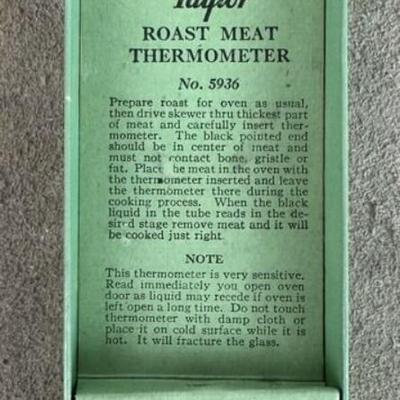 Taylor
ROAST MEAT
THERMOMETER
No. 5936
Prepare roast for oven as usual,
then drive skewer thru thickest part
of meat and carefully insert ther-
mometer. The black pointed end
should be in center of meat and
must not contact bone, gristle or
fat. Place he meat in the oven with
the thermometer inserted and leave
the thermometer there during the
cooking process. When the black
liquid in the tube reads in the de-
sired stage remove meat and it will
be cooked just right
NOTE
This thermometer is very sensitive.
Read immediately you open oven
door as liquid may recede if oven is
left open a long time. Do not touch
thermometer with damp cloth or
place it on cold surface while it is
hot. It will fracture the glass.